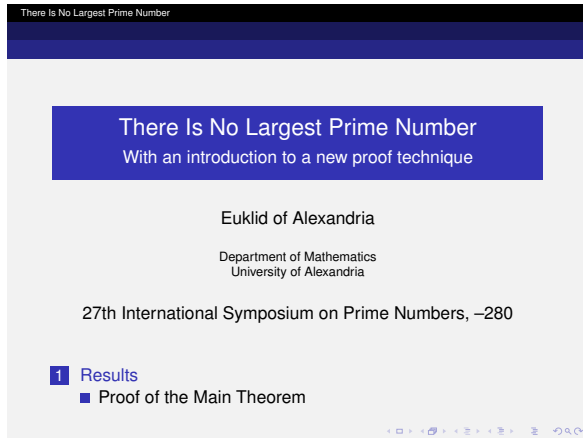 There Is No Largest Prime Number
There Is No Largest Prime Number
With an introduction to a new proof technique
Euklid of Alexandria
Department of Mathematics
University of Alexandria
27th International Symposium on Prime Numbers, –280
1 Results
Proof of the Main Theorem